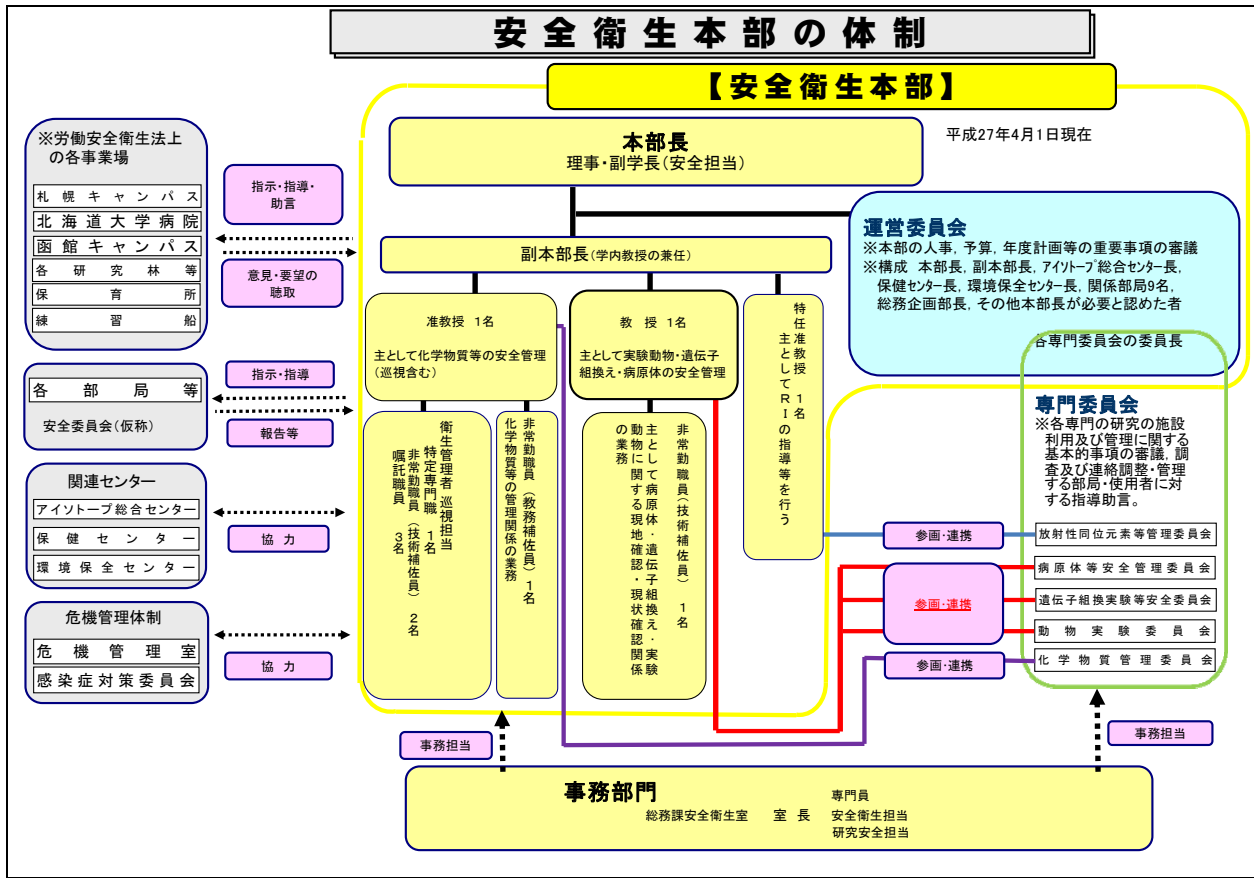 安全衛生本部の体制
【安全衛生本部】
平成27年4月1日現在
本部長
理事・副学長(安全担当)
※労働安全衛生法上
の各事業場
札幌キャンパス
北海道大学病院
函館キャンパス
各研究林等
保育所
練習船
指示・指導・
助言
意見・要望の
聴取
各部局等
安全委員会(仮称)
指示・指導
報告等
関連センター
アイソトープ総合センター
保健センター
環境保全センター
協力
危機管理体制
危機管理室
感染症対策委員会
協力
副本部長(学内教授の兼任)
准教授 1名
主として化学物質等の安全管理
(巡視含む)
教 授 1名
主として実験動物・遺伝子
組換え・病原体の安全管理
特任准教授 1名
主としてRIの指導等を行う
衛生管理者 巡視担当
特定専門職 1名
非常勤職員(技術補佐員) 2名
嘱託職員 3名
非常勤職員(教務補佐員)1名
化学物質等の管理関係の業務
非常勤職員(技術補佐員) 1名
主として病原体・遺伝子組換え・実験
動物に関する現地確認・現状確認関係
の業務
運営委員会
※本部の人事,予算,年度計画等の重要事項の審議
※構成 本部長,副本部長,アイソトープ総合センター長,
保健センター長,環境保全センター長,関係部局9名,
総務企画部長,その他本部長が必要と認めた者
各専門委員会の委員長
専門委員会
※各専門の研究の施設
利用及び管理に関する
基本的事項の審議,調
査及び連絡調整・管理
する部局・使用者に対
する指導助言。
参画・連携
放射性同位元素等管理委員会
病原体等安全管理委員会
参画・連携
遺伝子組換実験等安全委員会
動物実験委員会
参画・連携
化学物質管理委員会
事務担当
事務担当
事務部門
総務課安全衛生室 室 長
専門員
安全衛生担当
研究安全担当